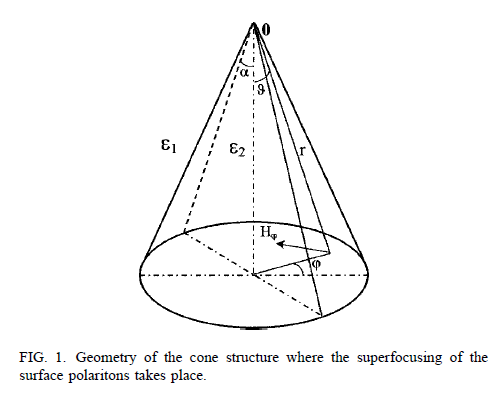 0
α
ϑ
ε1
ε2
r
Hφ
φ
FIG. 1. Geometry of the cone structure where the superfocusing of the
surface polaritons takes place.